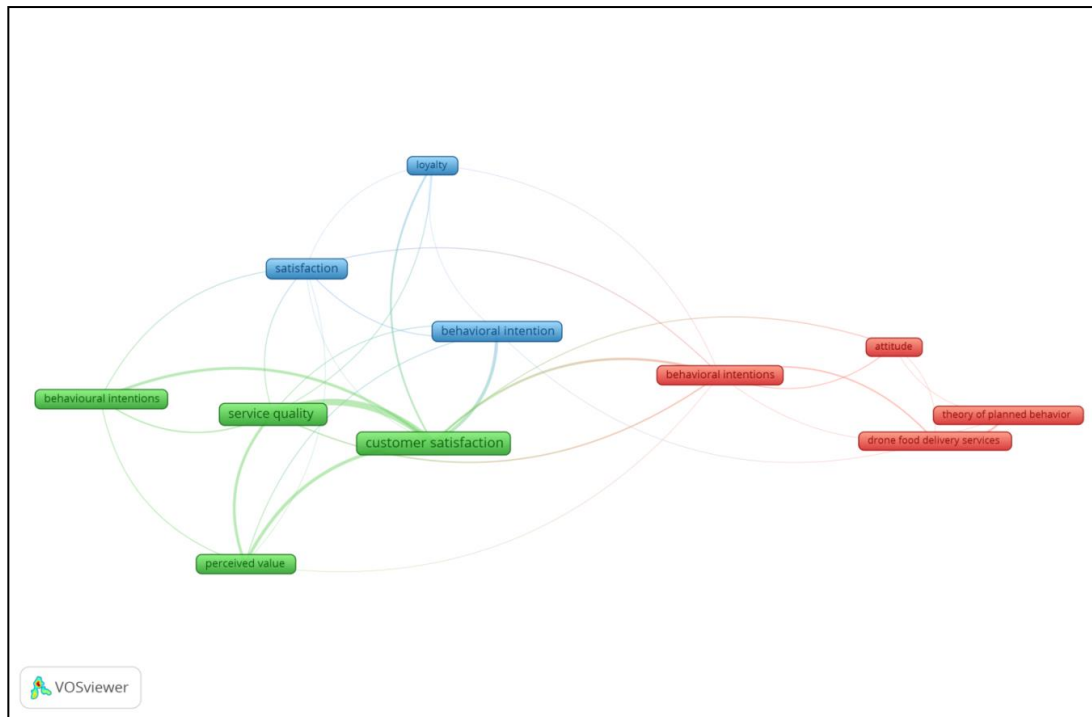 loyalty
satisfaction
behavioral intention
attitude
behavioral intentions
behavioural intentions
service quality
theory of planned behavior
customer satisfaction
drone food delivery services
perceived value
VOSviewer